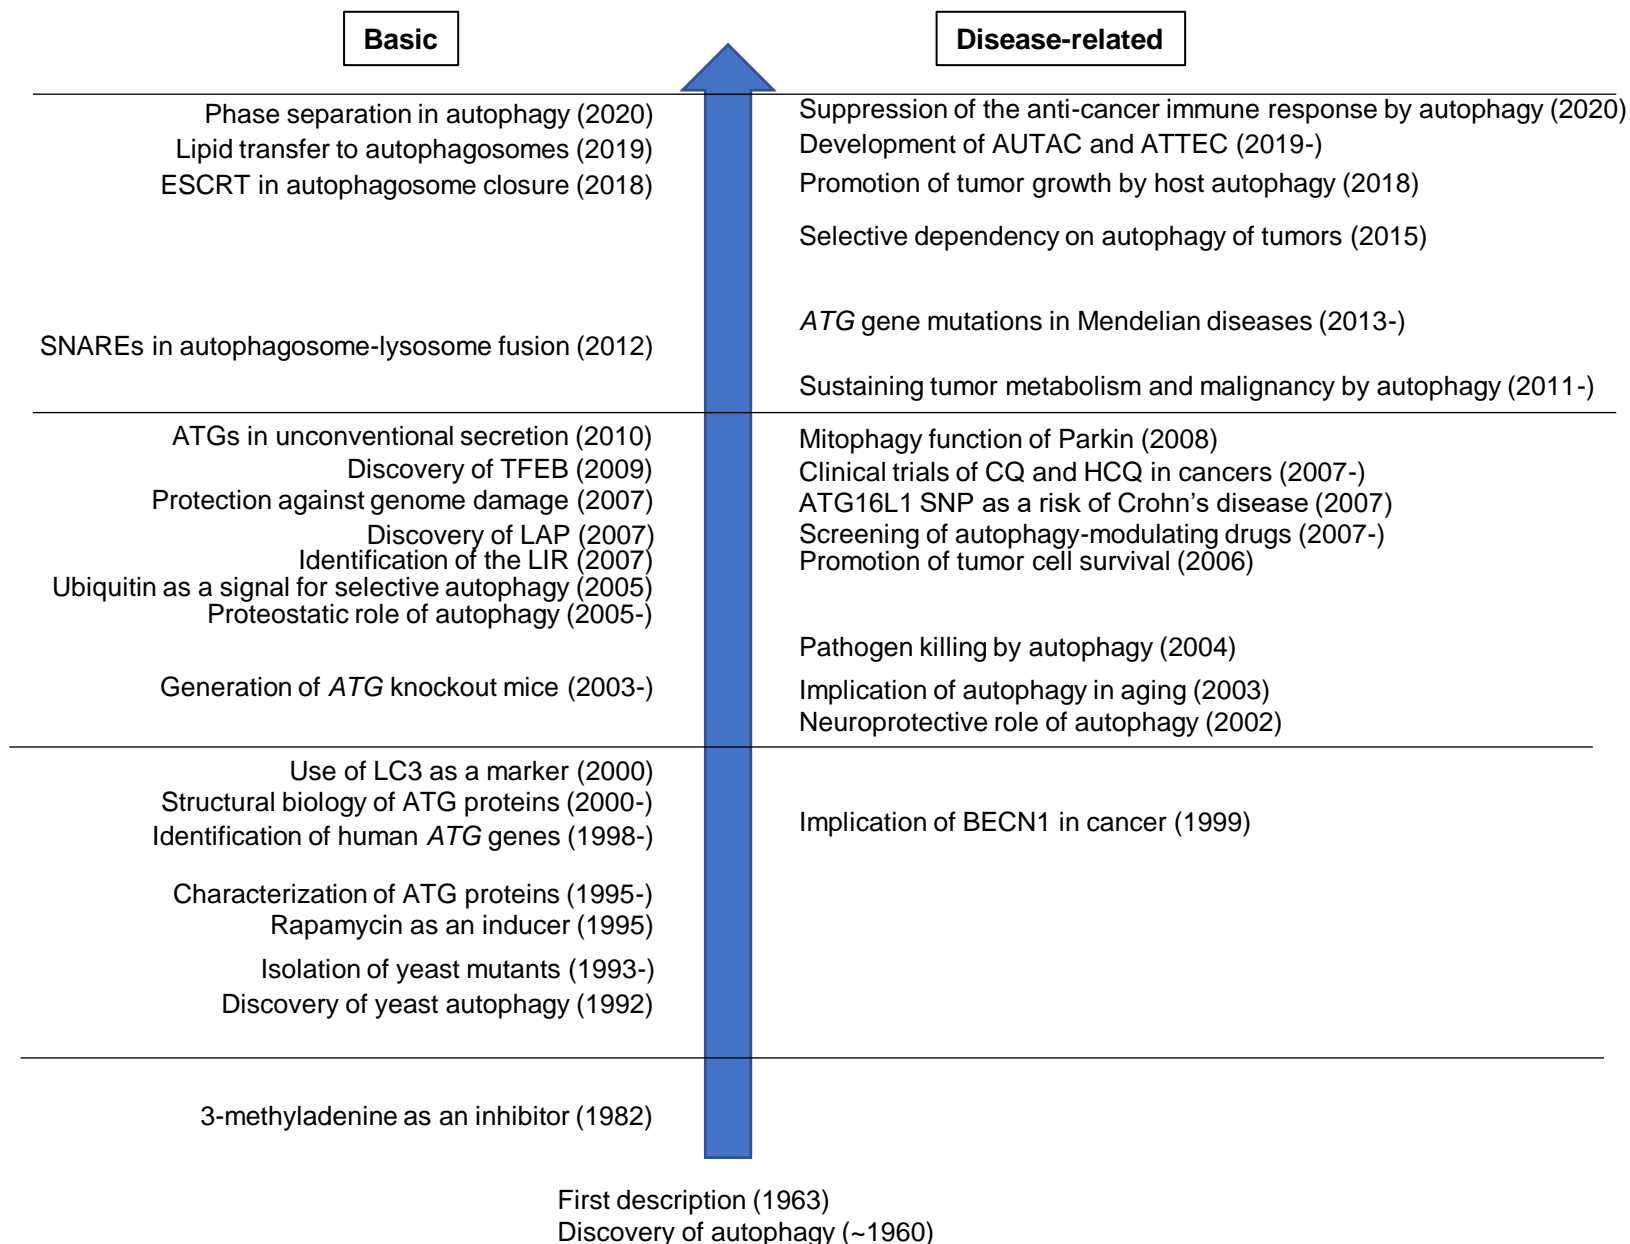 Basic
Disease-related
Phase separation in autophagy (2020)
Lipid transfer to autophagosomes (2019)
ESCRT in autophagosome closure (2018)
SNAREs in autophagosome-lysosome fusion (2012)
Suppression of the anti-cancer immune response by autophagy (2020)
Development of AUTAC and ATTEC (2019-)
Promotion of tumor growth by host autophagy (2018)
Selective dependency on autophagy of tumors (2015)
ATG gene mutations in Mendelian diseases (2013-)
Sustaining tumor metabolism and malignancy by autophagy (2011-)
ATGs in unconventional secretion (2010)
Discovery of TFEB (2009)
Protection against genome damage (2007)
Discovery of LAP (2007)
Identification of the LIR (2007)
Ubiquitin as a signal for selective autophagy (2005)
Proteostatic role of autophagy (2005-)
Generation of ATG knockout mice (2003-)
Mitophagy function of Parkin (2008)
Clinical trials of CQ and HCQ in cancers (2007-)
ATG16L1 SNP as a risk of Crohn’s disease (2007)
Screening of autophagy-modulating drugs (2007-)
Promotion of tumor cell survival (2006)
Pathogen killing by autophagy (2004)
Implication of autophagy in aging (2003)
Neuroprotective role of autophagy (2002)
Use of LC3 as a marker (2000)
Structural biology of ATG proteins (2000-)
Identification of human ATG genes (1998-)
Characterization of ATG proteins (1995-)
Rapamycin as an inducer (1995)
Isolation of yeast mutants (1993-)
Discovery of yeast autophagy (1992)
Implication of BECN1 in cancer (1999)
3-methyladenine as an inhibitor (1982)
First description (1963)
Discovery of autophagy (~1960)